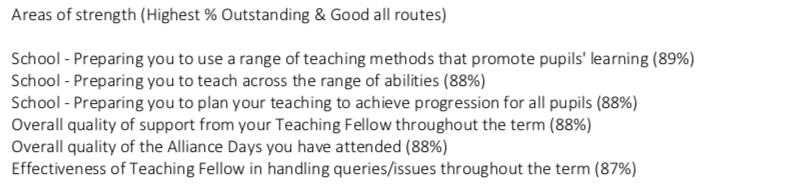 Areas of strength (Highest % Outstanding & Good all routes)
School - Preparing you to use a range of teaching methods that promote pupils' learning (89%)
School - Preparing you to teach across the range of abilities (88%)
School - Preparing you to plan your teaching to achieve progression for all pupils (88%)
Overall quality of support from your Teaching Fellow throughout the term (88%)
Overall quality of the Alliance Days you have attended (88%)
Effectiveness of Teaching Fellow in handling queries/issues throughout the term (87%)